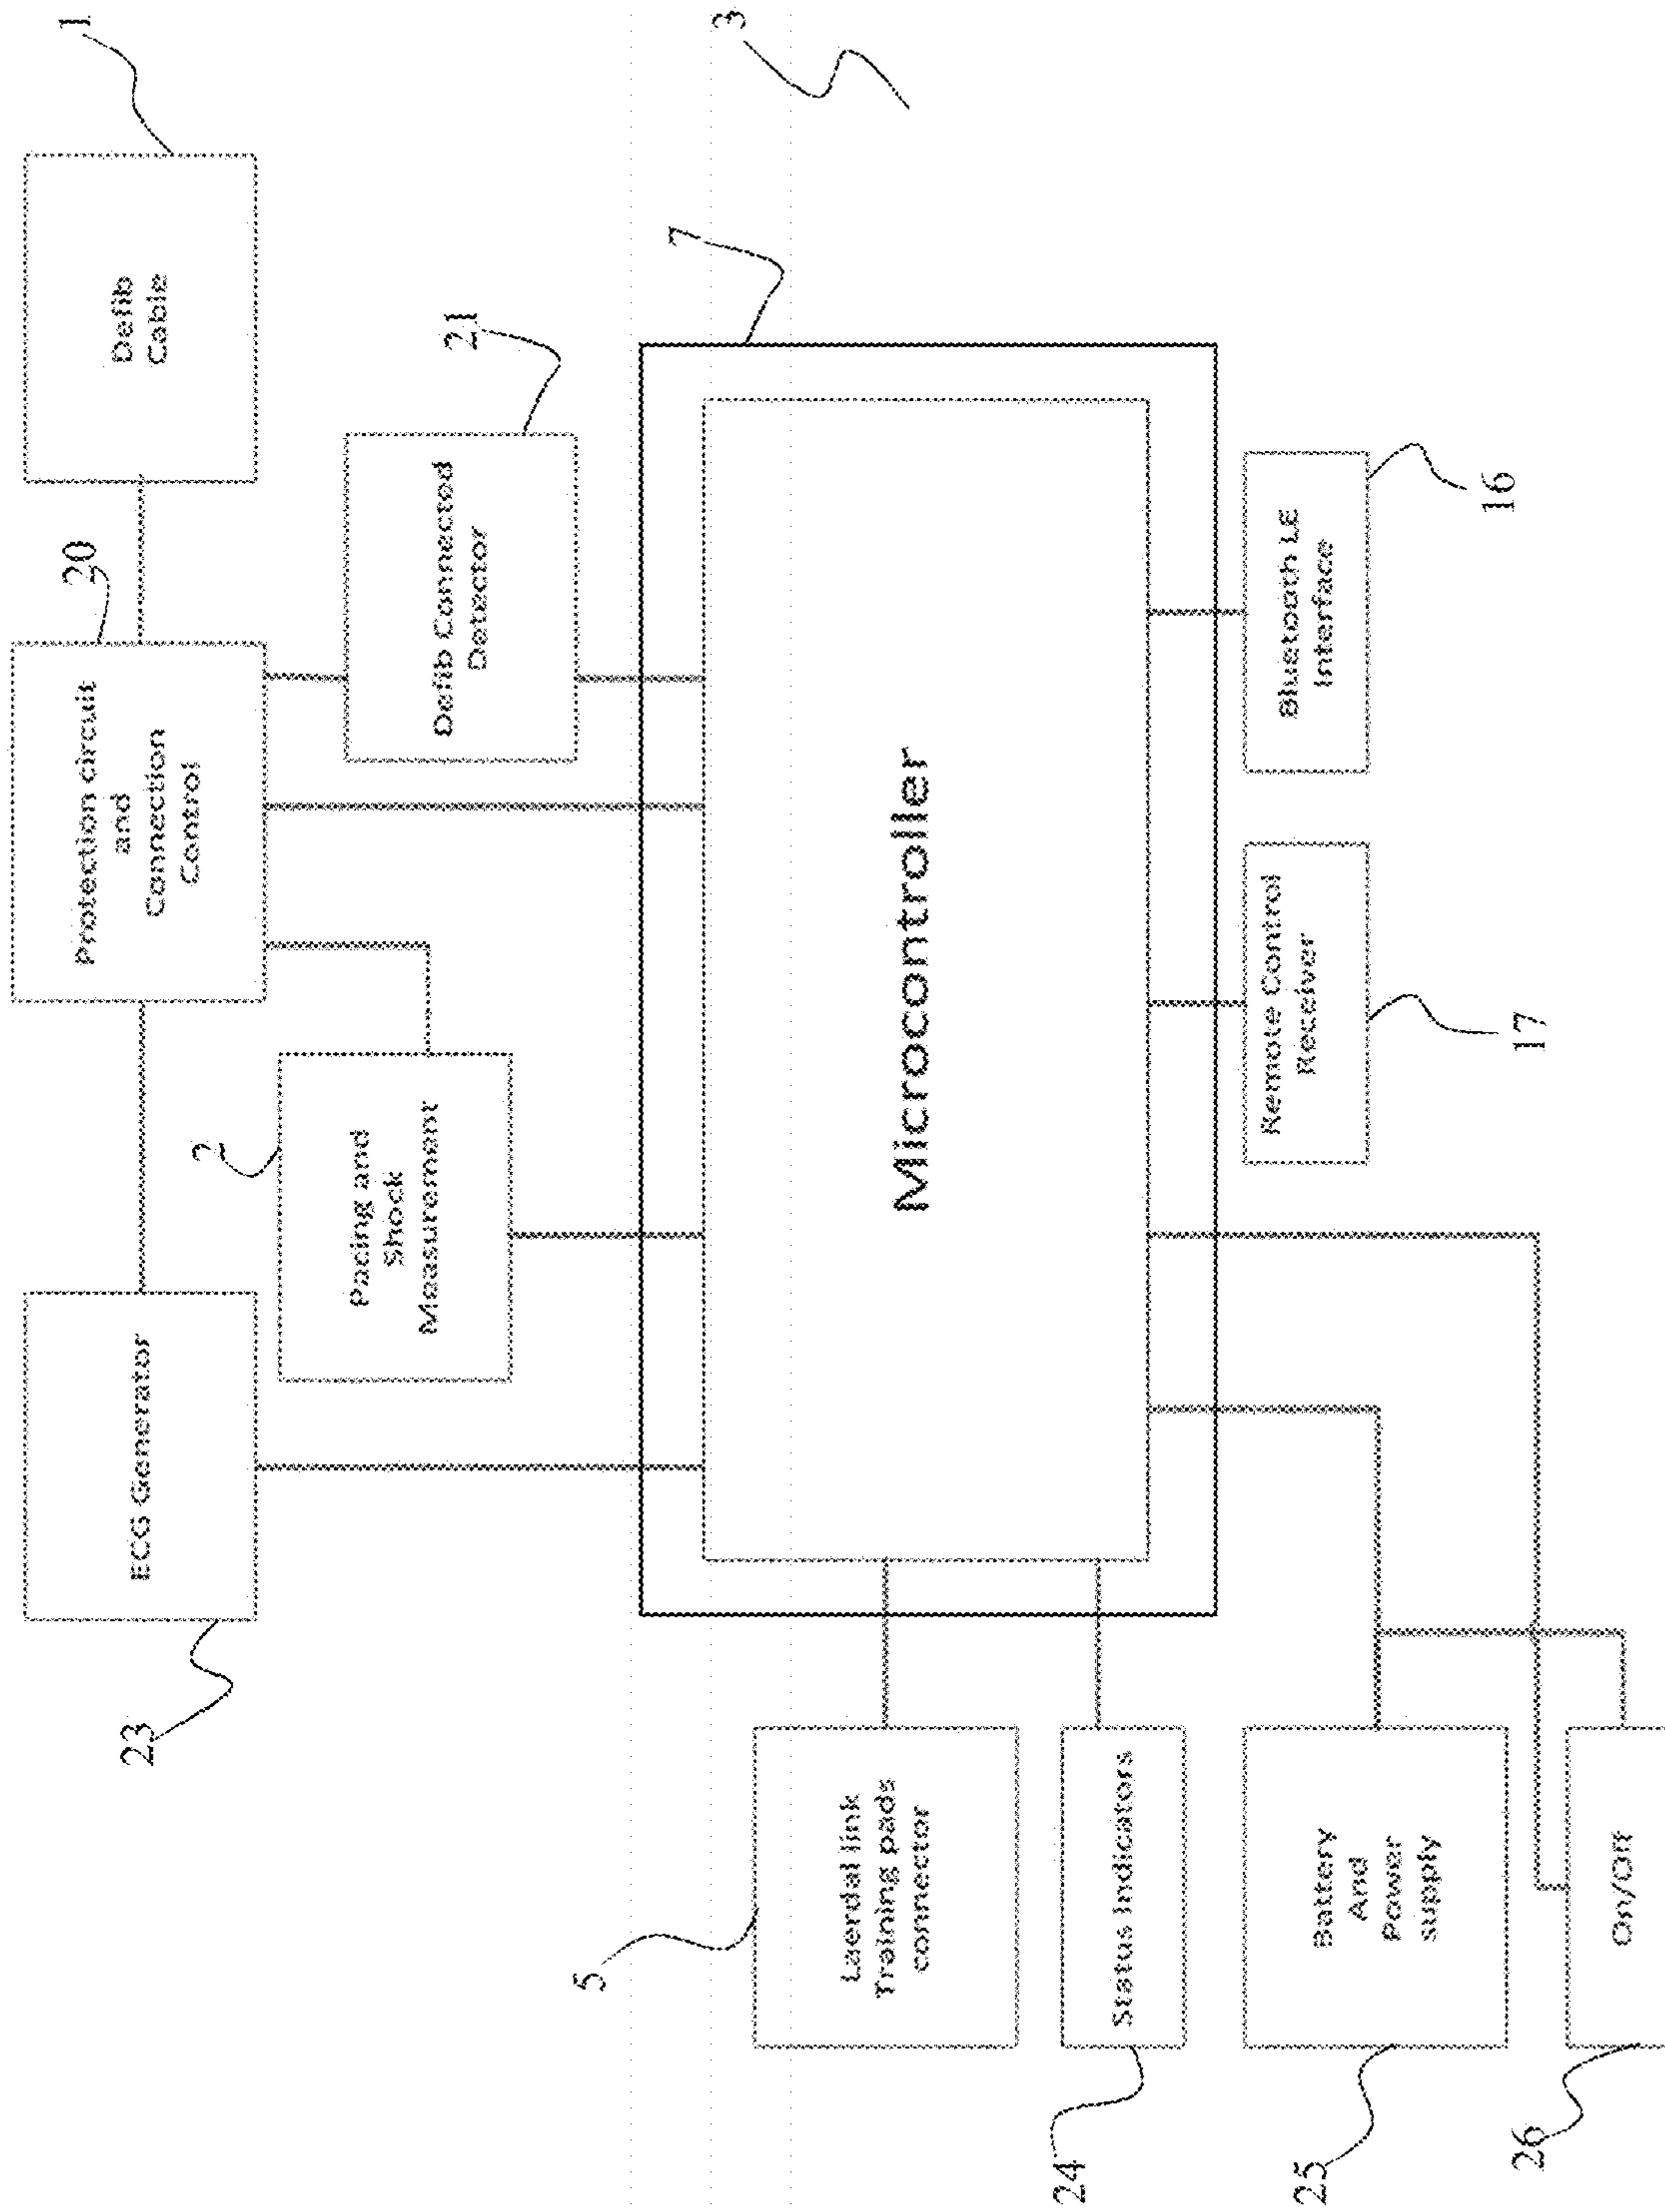 23
ECG Generator
20
Protection circuit
and
Connection
Control
1
Defib
Cable
2
Pacing and
Shock
Measurement
21
Defib Connected
Detector
3
7
5
Laerdal link
Training pads
connector
Microcontroller
24
Status Indicators
25
Battery
And
Power
supply
17
Remote Control
Receiver
16
Bluetooth LE
Interface
26
On/Off